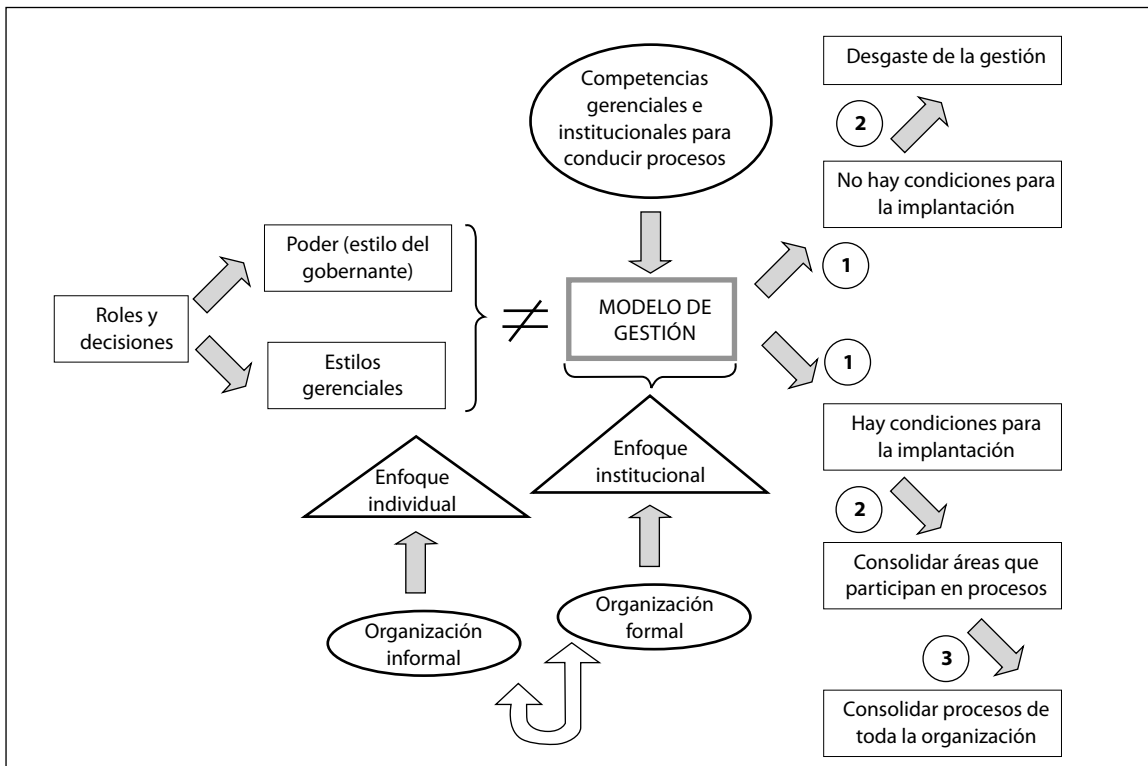 Competencias
gerenciales e
institucionales para
conducir procesos
Desgaste de la gestión
2
No hay condiciones para
la implantación
1
Poder (estilo del
gobernante)
Roles y
decisiones
Estilos
gerenciales
≠
MODELO DE
GESTIÓN
1
Hay condiciones para
la implantación
Enfoque
individual
Enfoque
institucional
2
Consolidar áreas que
participan en procesos
Organización
informal
Organización
formal
3
Consolidar procesos de
toda la organización